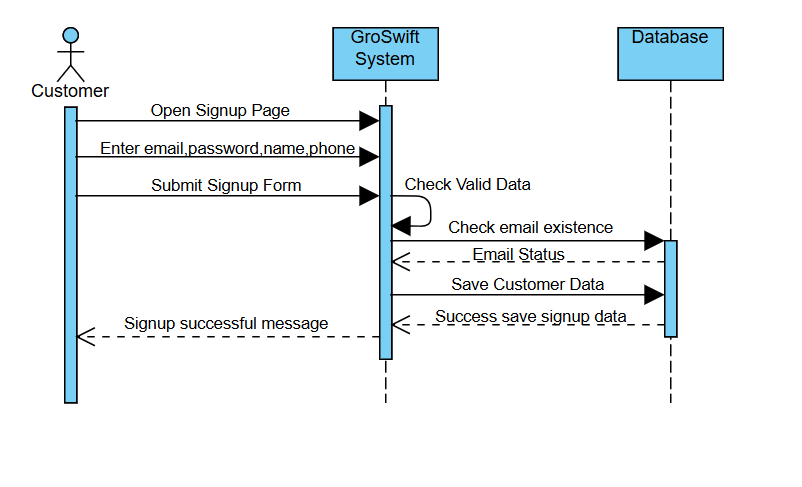 GroSwift
System
Database
Customer
Open Signup Page
Enter email,password,name,phone
Submit Signup Form
Check Valid Data
Check email existence
Email Status
Save Customer Data
Success save signup data
Signup successful message